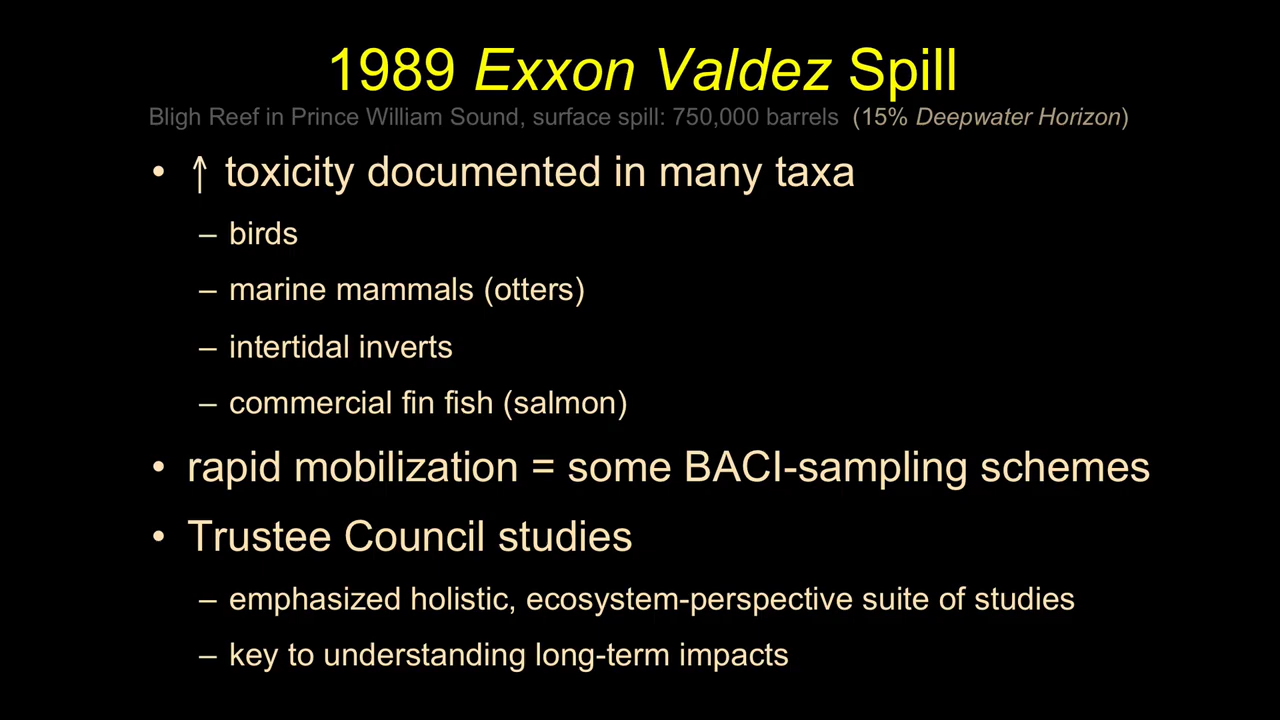 1989 Exxon Valdez Spill
Bligh Reef in Prince William Sound, surface spill: 750,000 barrels (15% Deepwater Horizon)
• ↑ toxicity documented in many taxa
– birds
– marine mammals (otters)
– intertidal inverts
– commercial fin fish (salmon)
• rapid mobilization = some BACI-sampling schemes
• Trustee Council studies
– emphasized holistic, ecosystem-perspective suite of studies
– key to understanding long-term impacts